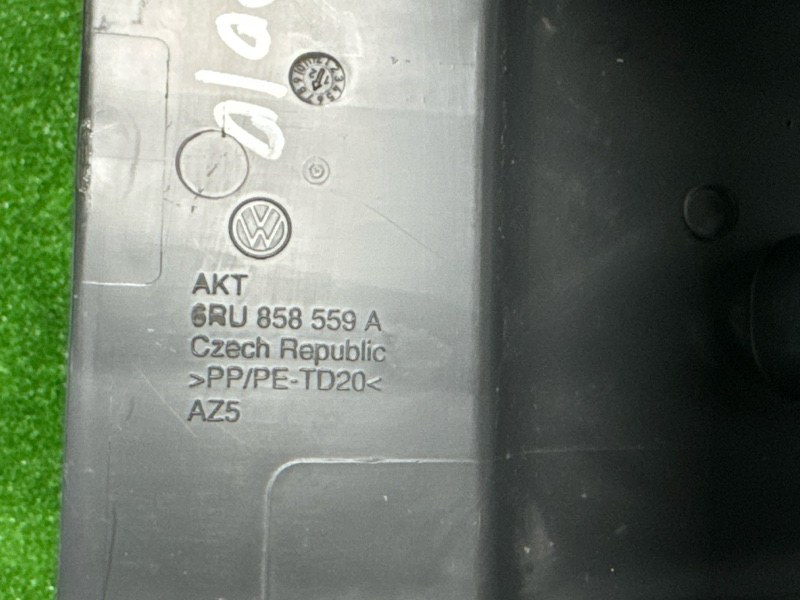 AKT
6RU 858 559 A
Czech Republic
>PP/PE-TD20<
AZ5